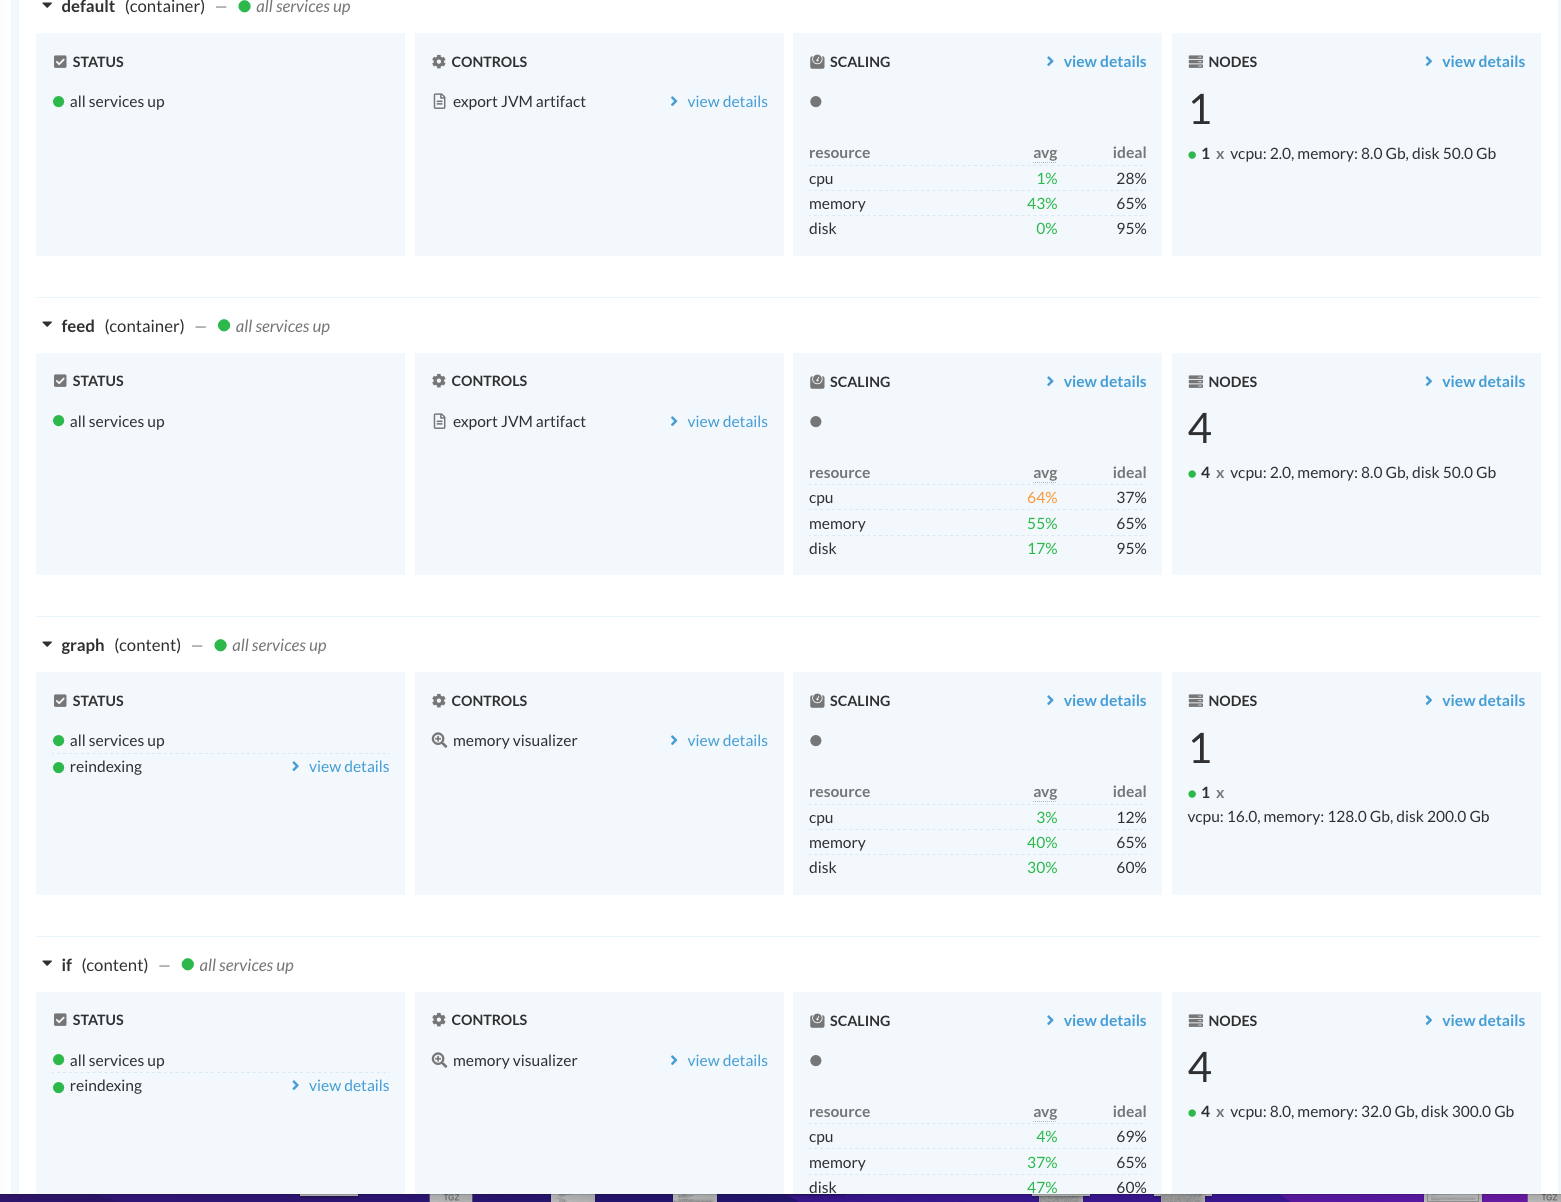 default (container) — all services up
STATUS
all services up
CONTROLS
export JVM artifact view details
SCALING view details
resource avg ideal
cpu 1% 28%
memory 43% 65%
disk 0% 95%
NODES view details
1
1 x vcpu: 2.0, memory: 8.0 Gb, disk 50.0 Gb
feed (container) — all services up
STATUS
all services up
CONTROLS
export JVM artifact view details
SCALING view details
resource avg ideal
cpu 64% 37%
memory 55% 65%
disk 17% 95%
NODES view details
4
4 x vcpu: 2.0, memory: 8.0 Gb, disk 50.0 Gb
graph (content) — all services up
STATUS
all services up
reindexing view details
CONTROLS
memory visualizer view details
SCALING view details
resource avg ideal
cpu 3% 12%
memory 40% 65%
disk 30% 60%
NODES view details
1
1 x
vcpu: 16.0, memory: 128.0 Gb, disk 200.0 Gb
if (content) — all services up
STATUS
all services up
reindexing view details
CONTROLS
memory visualizer view details
SCALING view details
resource avg ideal
cpu 4% 69%
memory 37% 65%
disk 47% 60%
NODES view details
4
4 x vcpu: 8.0, memory: 32.0 Gb, disk 300.0 Gb
TGZ
TGZ